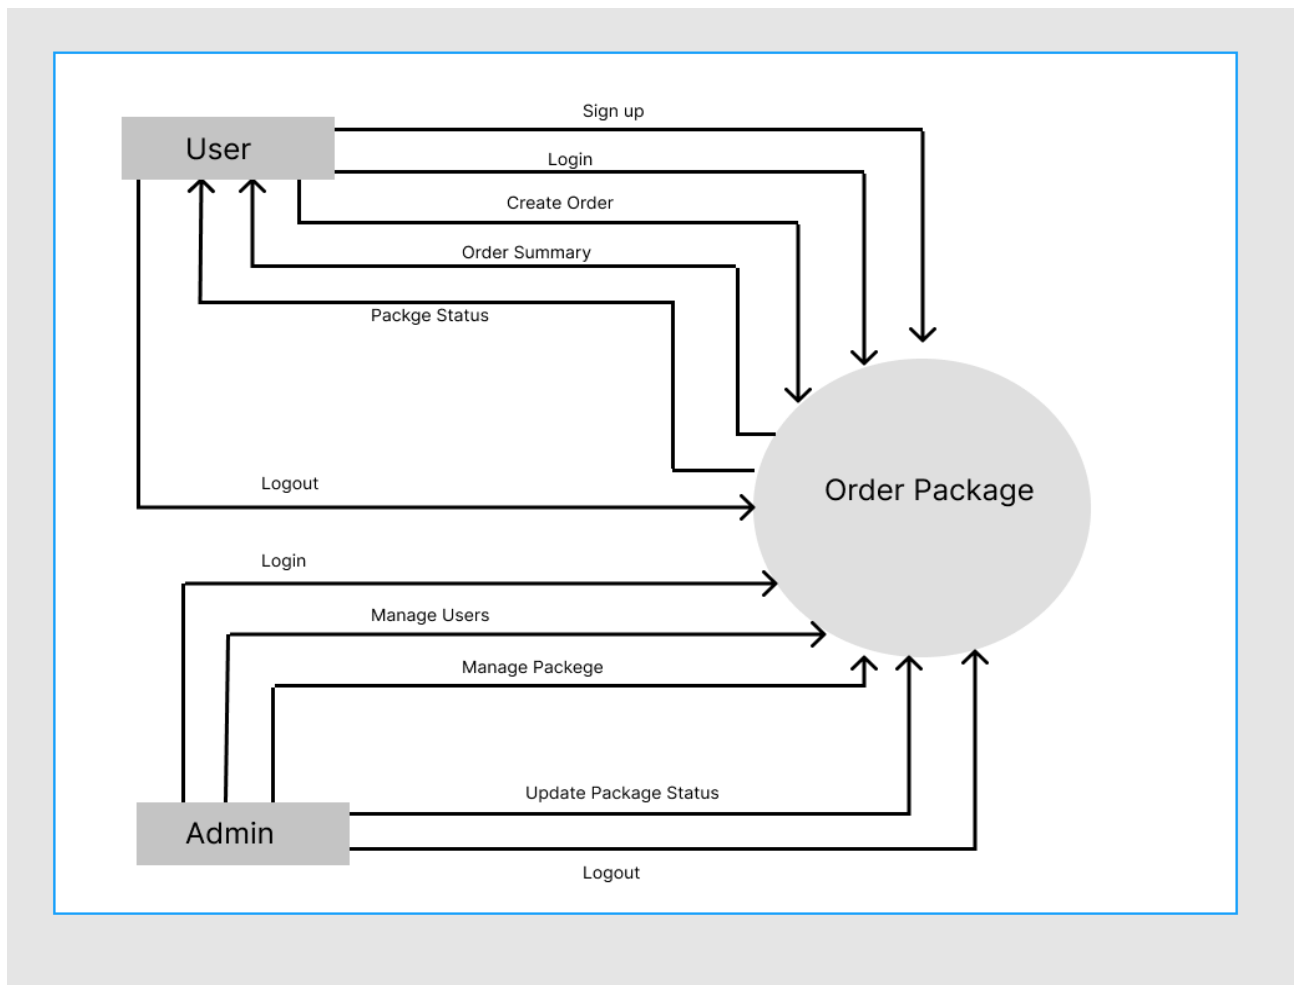 Sign up
User
Login
Create Order
Order Summary
Packge Status
Order Package
Logout
Login
Manage Users
Manage Packege
Update Package Status
Admin
Logout